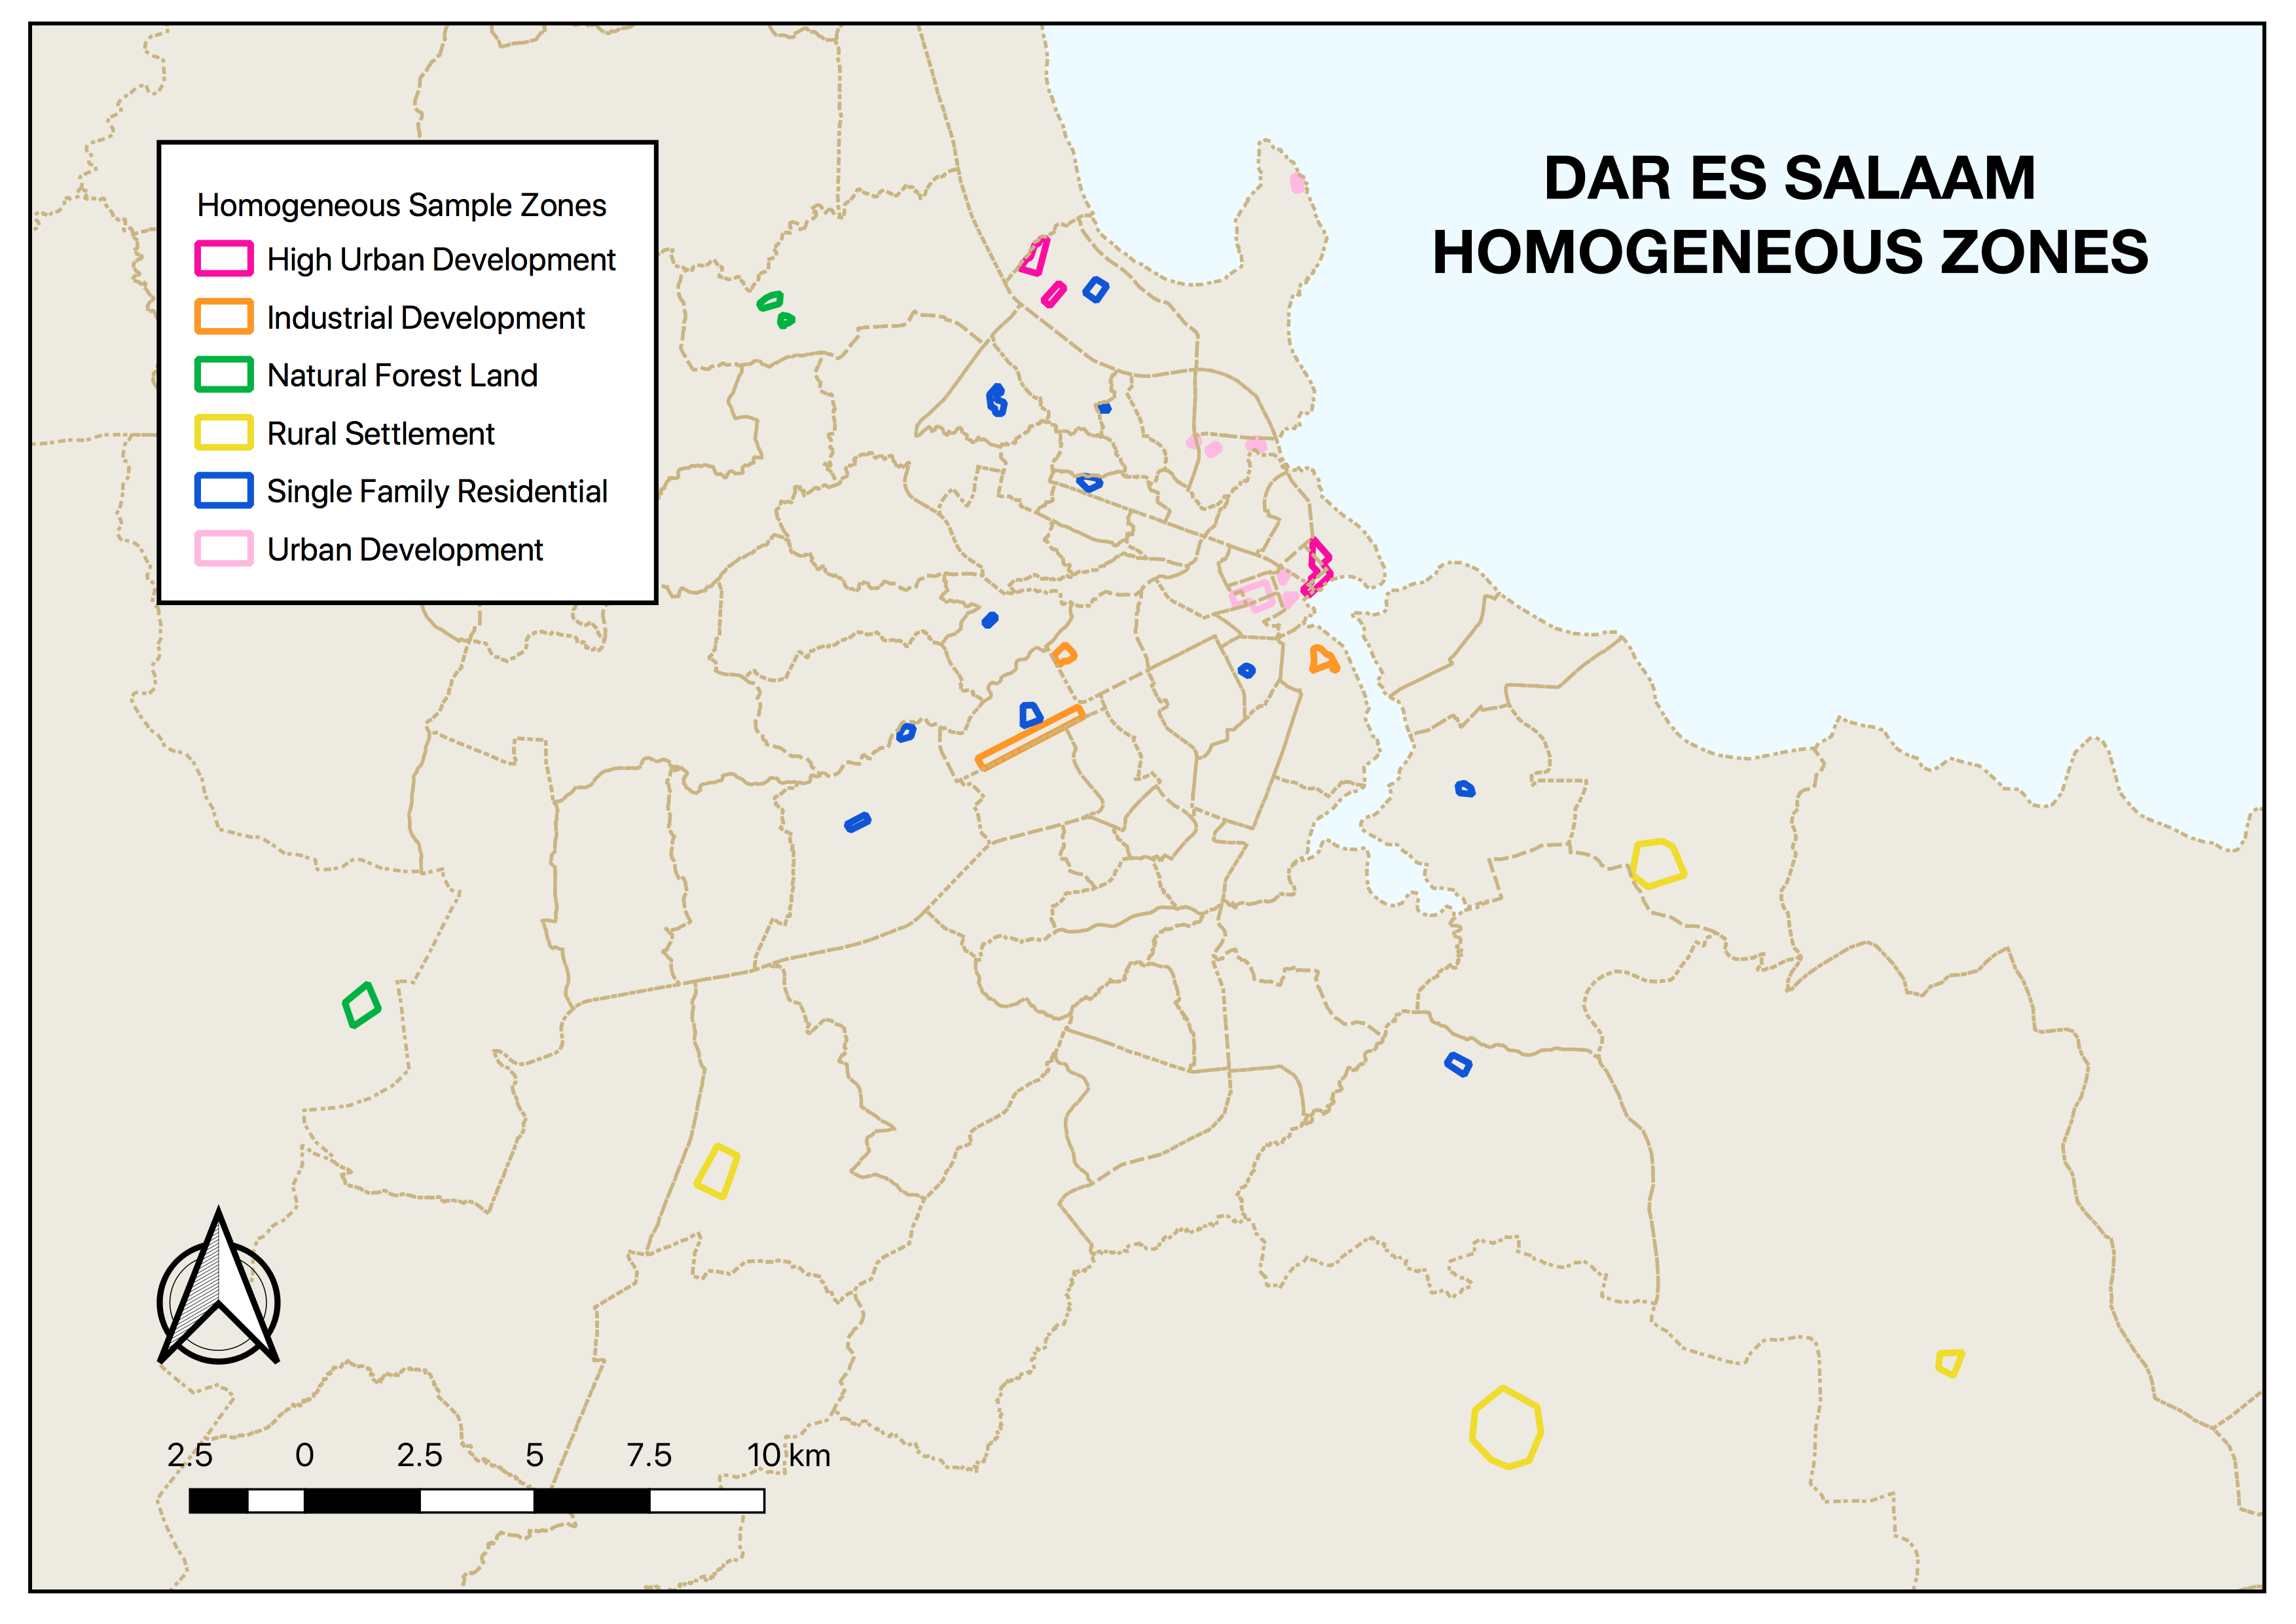 DAR ES SALAAM
HOMOGENEOUS ZONES
Homogeneous Sample Zones
High Urban Development
Industrial Development
Natural Forest Land
Rural Settlement
Single Family Residential
Urban Development
2.5 0 2.5 5 7.5 10 km